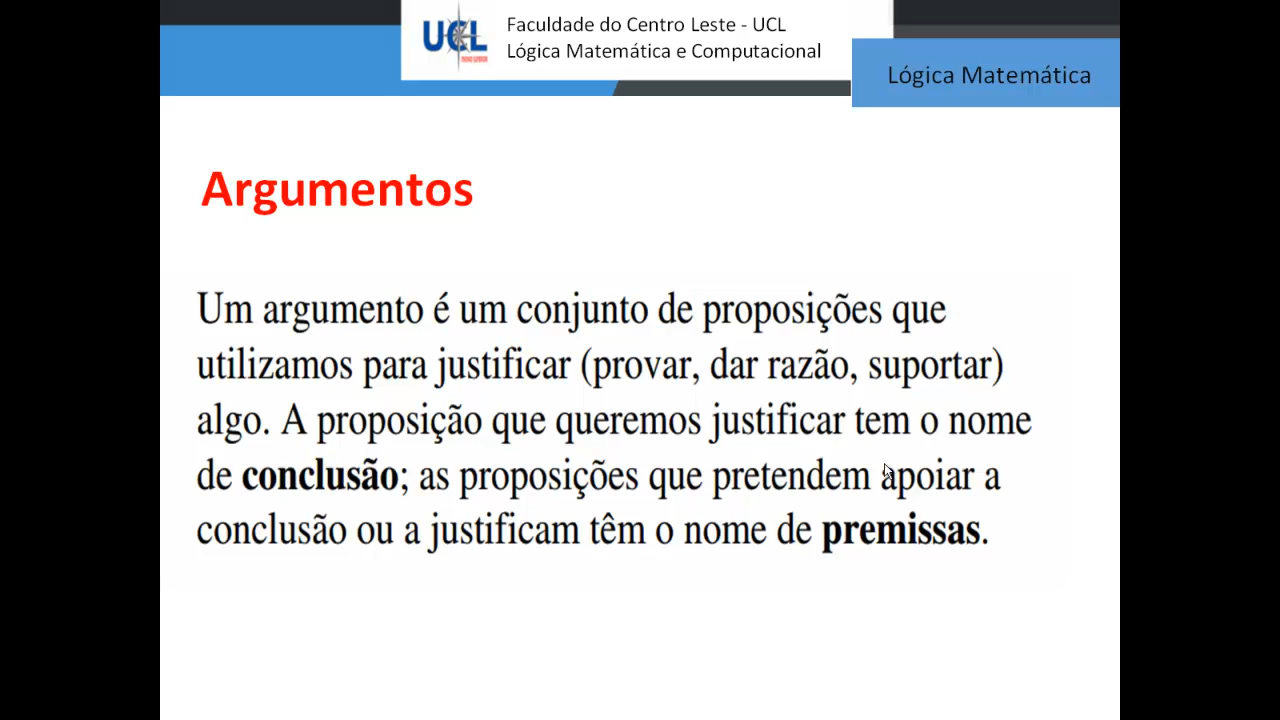 UCL
Faculdade do Centro Leste - UCL
Lógica Matemática e Computacional
Lógica Matemática
Argumentos
Um argumento é um conjunto de proposições que
utilizamos para justificar (provar, dar razão, suportar)
algo. A proposição que queremos justificar tem o nome
de conclusão; as proposições que pretendem apoiar a
conclusão ou a justificam têm o nome de premissas.